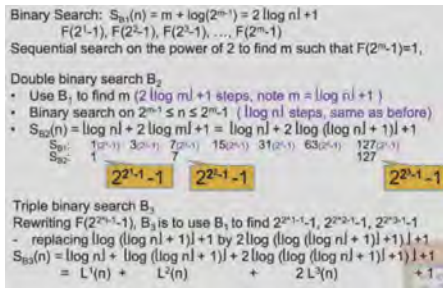 Binary Search: S_B1(n) = m + log(2^m-1) = 2⌊log n⌋ +1
F(2^1-1), F(2^2-1), F(2^3-1), …, F(2^m-1)
Sequential search on the power of 2 to find m such that F(2^m-1)=1,
Double binary search B_2
• Use B_1 to find m (2⌊log m⌋ +1 steps, note m = ⌊log n⌋ +1 )
• Binary search on 2^m-1 ≤ n ≤ 2^m-1 ( ⌊log n⌋ steps, same as before)
• S_B2(n) = ⌊log n⌋ + 2⌊log m⌋ +1 = ⌊log n⌋ + 2⌊log (⌊log n⌋ + 1)⌋ +1
S_B1: 1(2^1-1) 3(2^2-1) 7(2^3-1) 15(2^4-1) 31(2^5-1) 63(2^6-1) 127(2^7-1)
S_B2: 1 7 127
2^2^1-1-1 2^2^2-1-1 2^2^3-1-1
Triple binary search B_3
Rewriting F(2^2^i-1-1), B_3 is to use B_1 to find 2^2^1-1-1, 2^2^2-1-1, 2^2^3-1-1
- replacing ⌊log (⌊log n⌋ + 1)⌋ +1 by 2⌊log (⌊log (⌊log n⌋ + 1)⌋ +1)⌋ +1
S_B3(n) = ⌊log n⌋ + ⌊log (⌊log n⌋ + 1)⌋ + 2⌊log (⌊log (⌊log n⌋ + 1)⌋ +1)⌋ +1
= L^1(n) + L^2(n) + 2 L^3(n) + 1